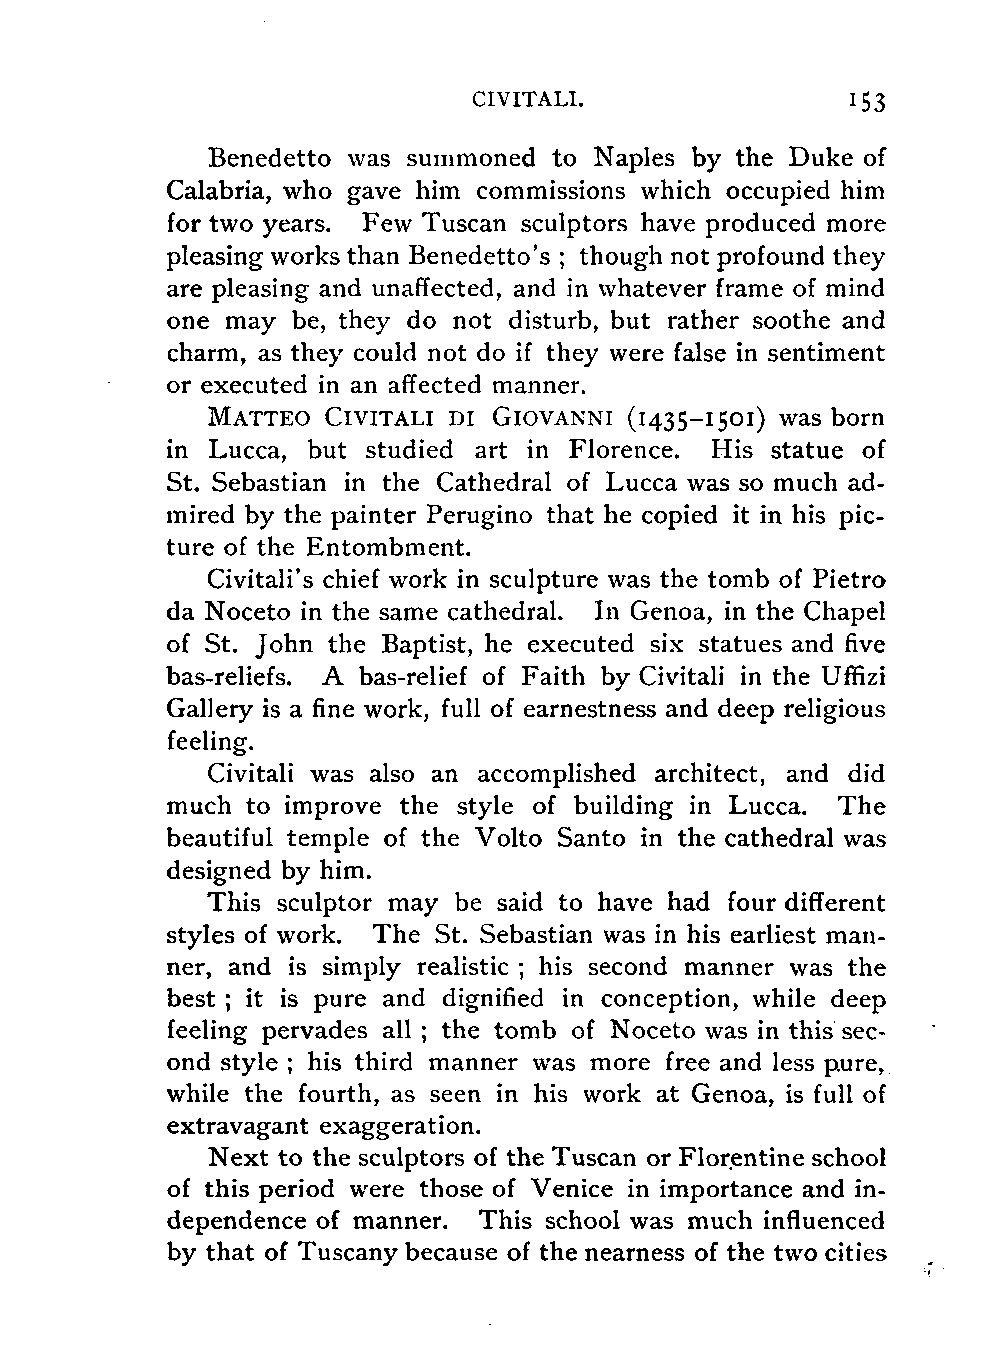 CIVITALI. 153
Benedetto was summoned to Naples by the Duke of
Calabria, who gave him commissions which occupied him
for two years. Few Tuscan sculptors have produced more
pleasing works than Benedetto's ; though not profound they
are pleasing and unaffected, and in whatever frame of mind
one may be, they do not disturb, but rather soothe and
charm, as they could not do if they were false in sentiment
or executed in an affected manner.
MATTEO CIVITALI DI GIOVANNI (1435–1501) was born
in Lucca, but studied art in Florence. His statue of
St. Sebastian in the Cathedral of Lucca was so much ad-
mired by the painter Perugino that he copied it in his pic-
ture of the Entombment.
Civitali's chief work in sculpture was the tomb of Pietro
da Noceto in the same cathedral. In Genoa, in the Chapel
of St. John the Baptist, he executed six statues and five
bas-reliefs. A bas-relief of Faith by Civitali in the Uffizi
Gallery is a fine work, full of earnestness and deep religious
feeling.
Civitali was also an accomplished architect, and did
much to improve the style of building in Lucca. The
beautiful temple of the Volto Santo in the cathedral was
designed by him.
This sculptor may be said to have had four different
styles of work. The St. Sebastian was in his earliest man-
ner, and is simply realistic ; his second manner was the
best ; it is pure and dignified in conception, while deep
feeling pervades all ; the tomb of Noceto was in this sec-
ond style ; his third manner was more free and less pure,
while the fourth, as seen in his work at Genoa, is full of
extravagant exaggeration.
Next to the sculptors of the Tuscan or Florentine school
of this period were those of Venice in importance and in-
dependence of manner. This school was much influenced
by that of Tuscany because of the nearness of the two cities